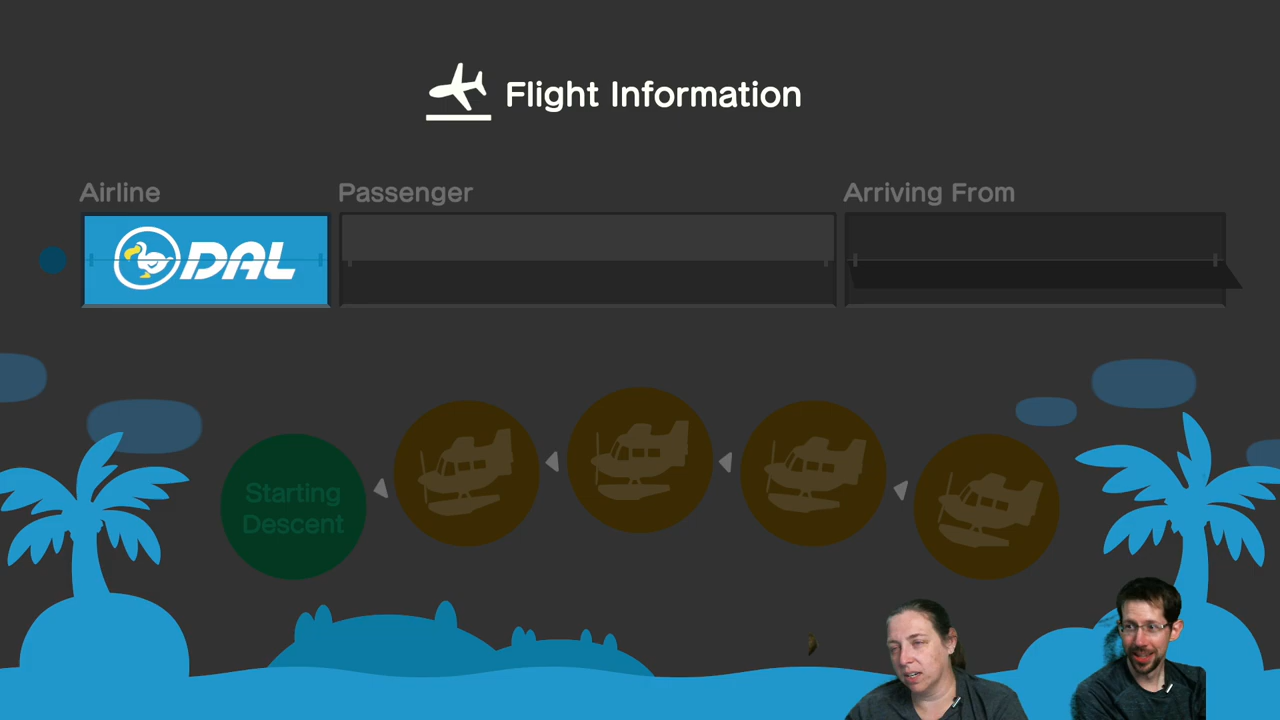 Flight Information
Airline
Passenger
Arriving From
DAL
Starting
Descent